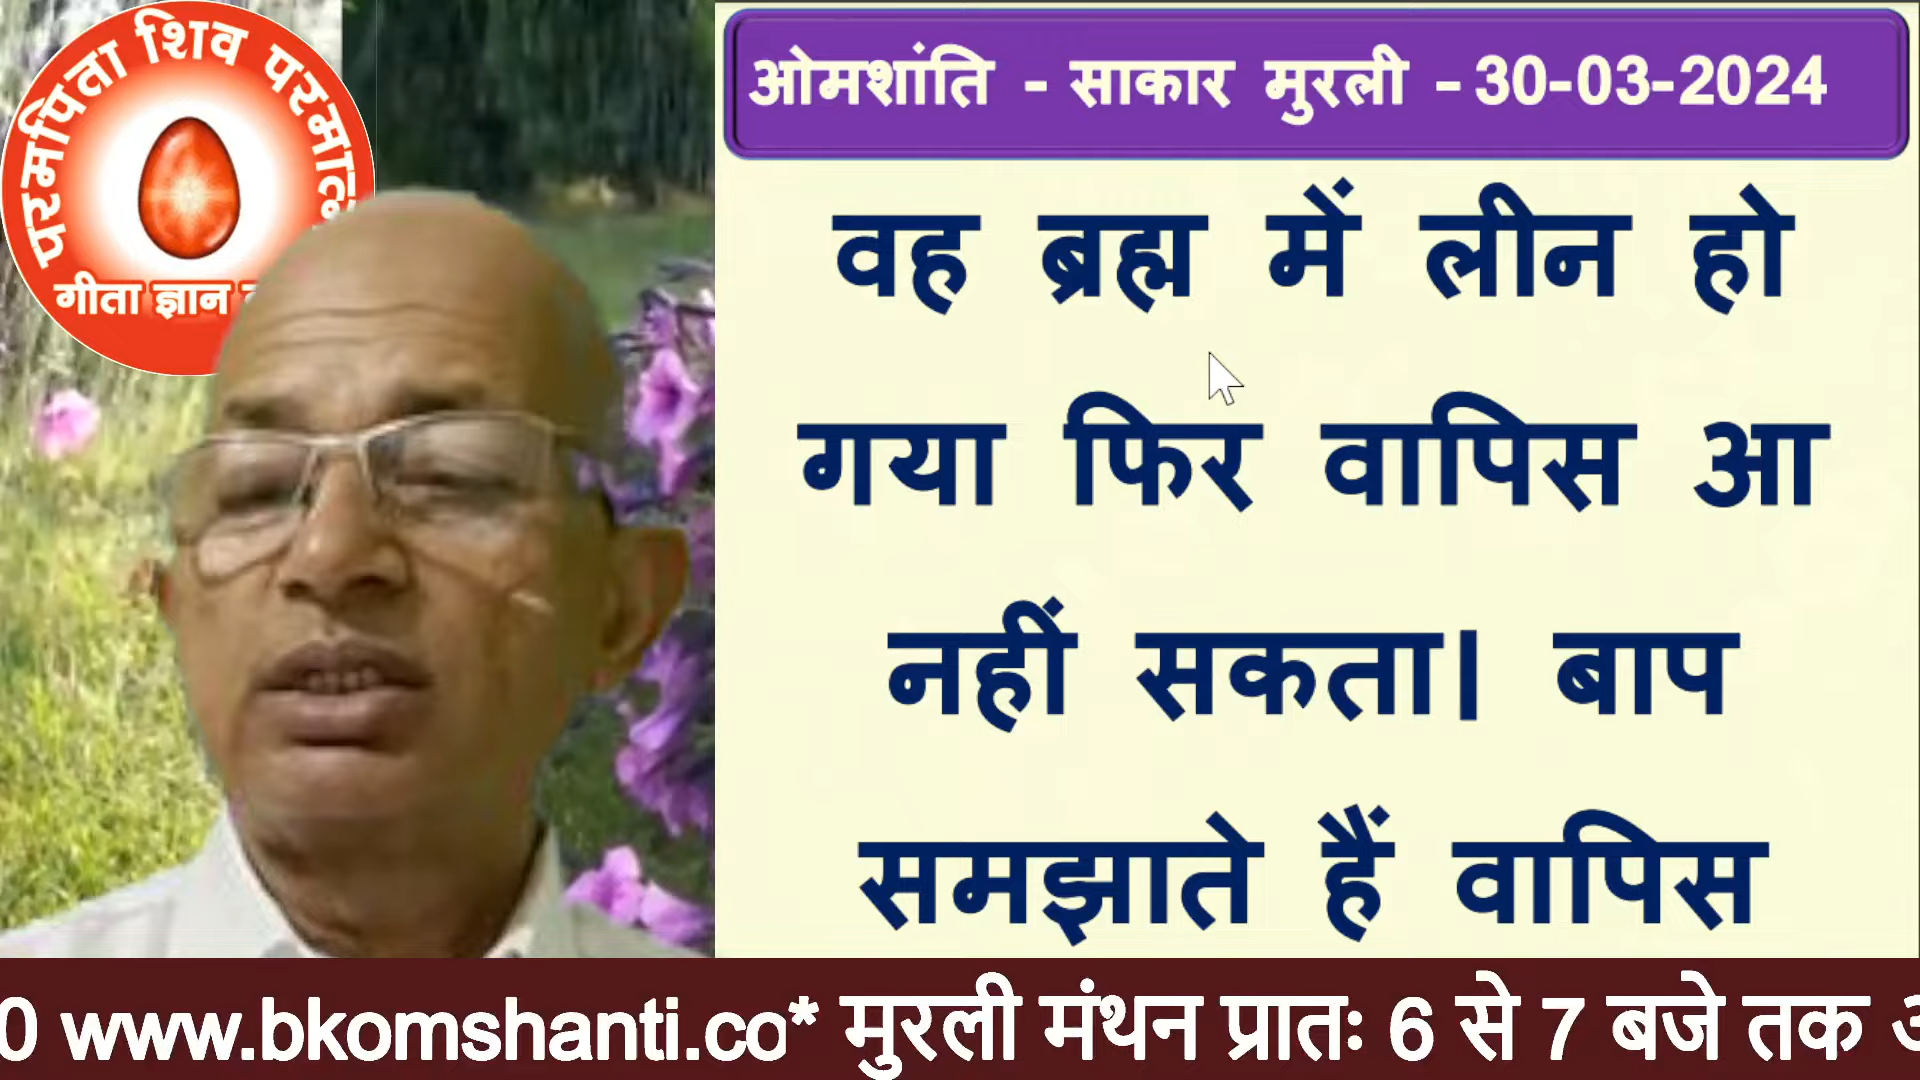 परमपिता शिव
गीता ज्ञान
ओमशांति - साकार मुरली - 30-03-2024
वह ब्रह्म में लीन हो
गया फिर वापिस आ
नहीं सकता। बाप
समझाते हैं वापिस
0 www.bkomshanti.co* मुरली मंथन प्रातः 6 से 7 बजे तक